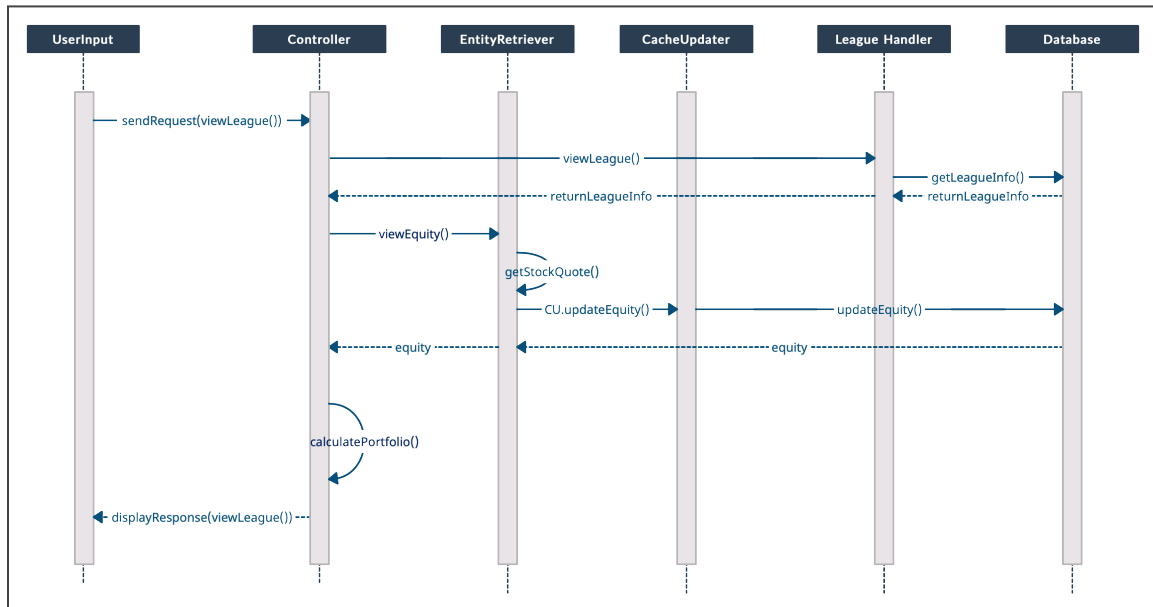 UserInput
Controller
EntityRetriever
CacheUpdater
League Handler
Database
sendRequest(viewLeague())
viewLeague()
getLeagueInfo()
returnLeagueInfo
returnLeagueInfo
viewEquity()
getStockQuote()
CU.updateEquity()
updateEquity()
equity
equity
calculatePortfolio()
displayResponse(viewLeague())